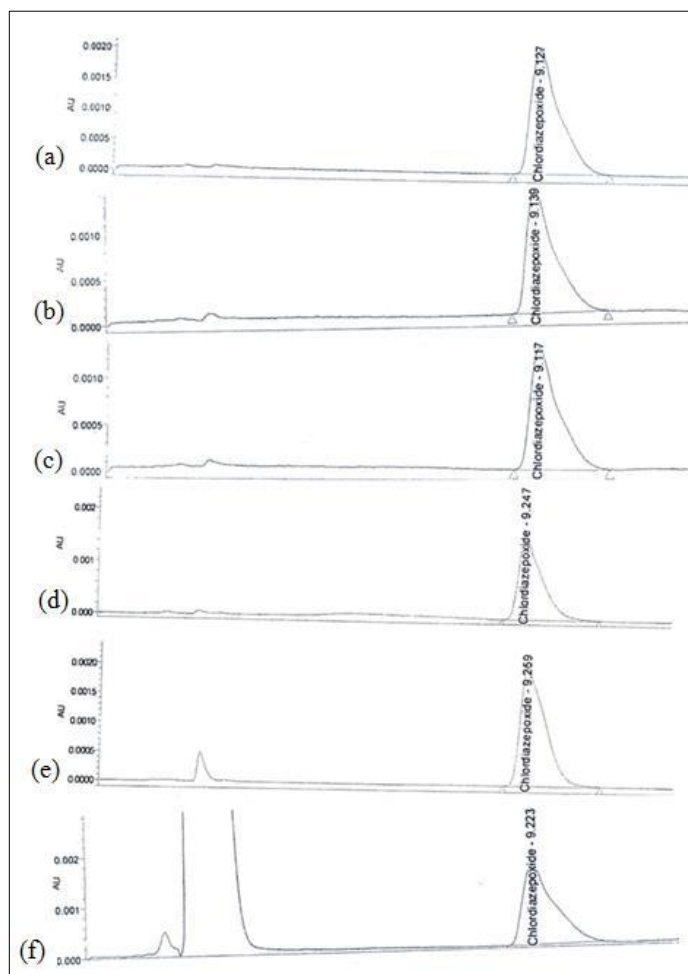 0.0020
0.0015
0.0010
0.0005
0.0000
AU
Chlordiazepoxide - 9.127
(a)
0.0010
0.0005
0.0000
AU
Chlordiazepoxide - 9.139
(b)
0.0010
0.0005
0.0000
AU
Chlordiazepoxide - 9.117
(c)
0.002
0.001
0.000
AU
Chlordiazepoxide - 9.247
(d)
0.0020
0.0015
0.0010
0.0005
0.0000
AU
Chlordiazepoxide - 9.269
(e)
0.002
0.001
0.000
AU
Chlordiazepoxide - 9.223
(f)